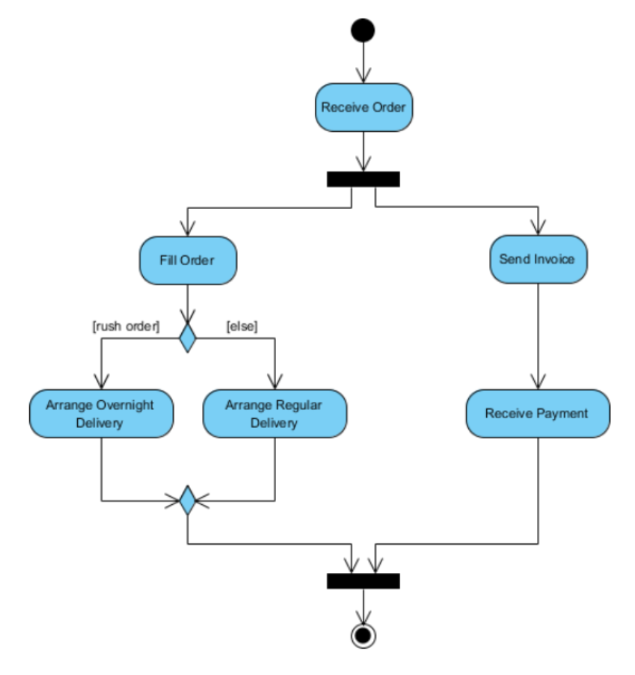 Receive Order
Fill Order
Send Invoice
[rush order]
[else]
Arrange Overnight
Delivery
Arrange Regular
Delivery
Receive Payment